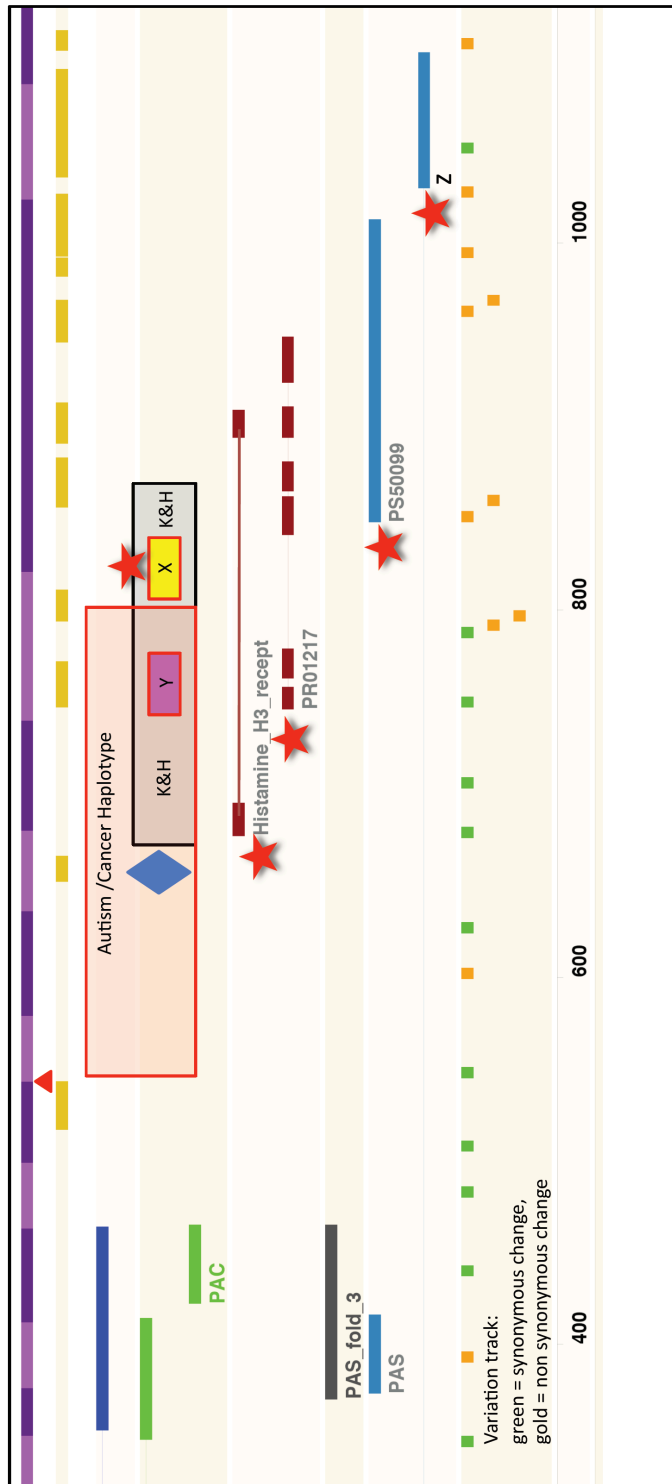 Autism /Cancer Haplotype
K&H
Y
X
K&H
Histamine_H3_recept
PR01217
PS50099
Z
PAC
PAS_fold_3
PAS
Variation track:
green = synonymous change,
gold = non synonymous change
400
600
800
1000